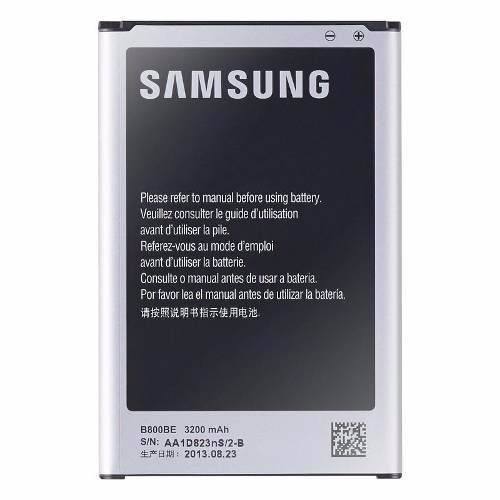 ⊖ ⊕
SAMSUNG
Please refer to manual before using battery.
Veuillez consulter le guide d'utilisation
avant d'utiliser la pile.
Referez-vous au mode d'emploi
avant d'utiliser la batterie.
Consulte o manual antes de usar a bateria.
Por favor lea el manual antes de utilizar la batería.
请按照说明书指示使用电池.
B800BE 3200 mAh
S/N: AA1D823nS/2-B
生产日期: 2013.08.23